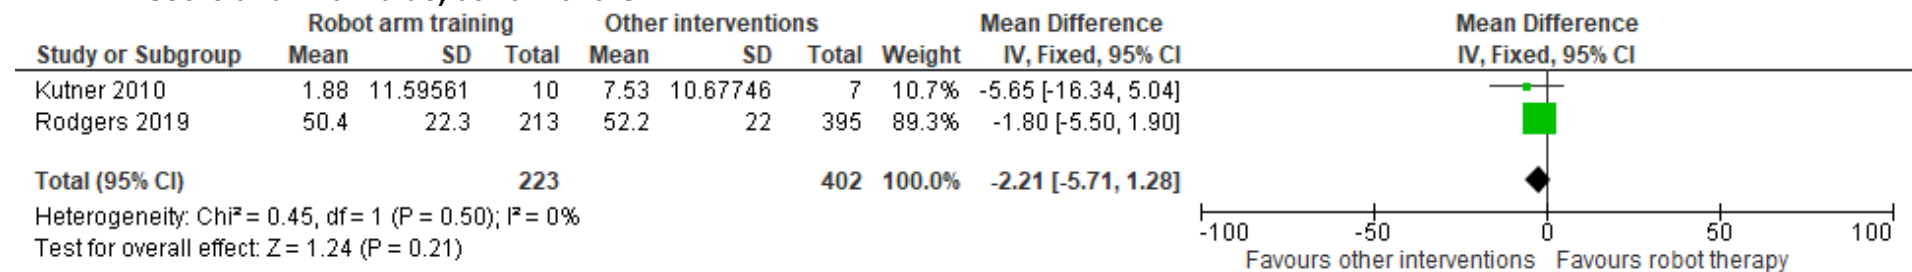 Robot arm training Other interventions Mean Difference Mean Difference
Study or Subgroup Mean SD Total Mean SD Total Weight IV, Fixed, 95% CI IV, Fixed, 95% CI
Kutner 2010 1.88 11.59561 10 7.53 10.67746 7 10.7% -5.65 [-16.34, 5.04]
Rodgers 2019 50.4 22.3 213 52.2 22 395 89.3% -1.80 [-5.50, 1.90]
Total (95% CI) 223 402 100.0% -2.21 [-5.71, 1.28]
Heterogeneity: Chi² = 0.45, df = 1 (P = 0.50); I² = 0%
Test for overall effect: Z = 1.24 (P = 0.21)
-100 -50 0 50 100
Favours other interventions Favours robot therapy